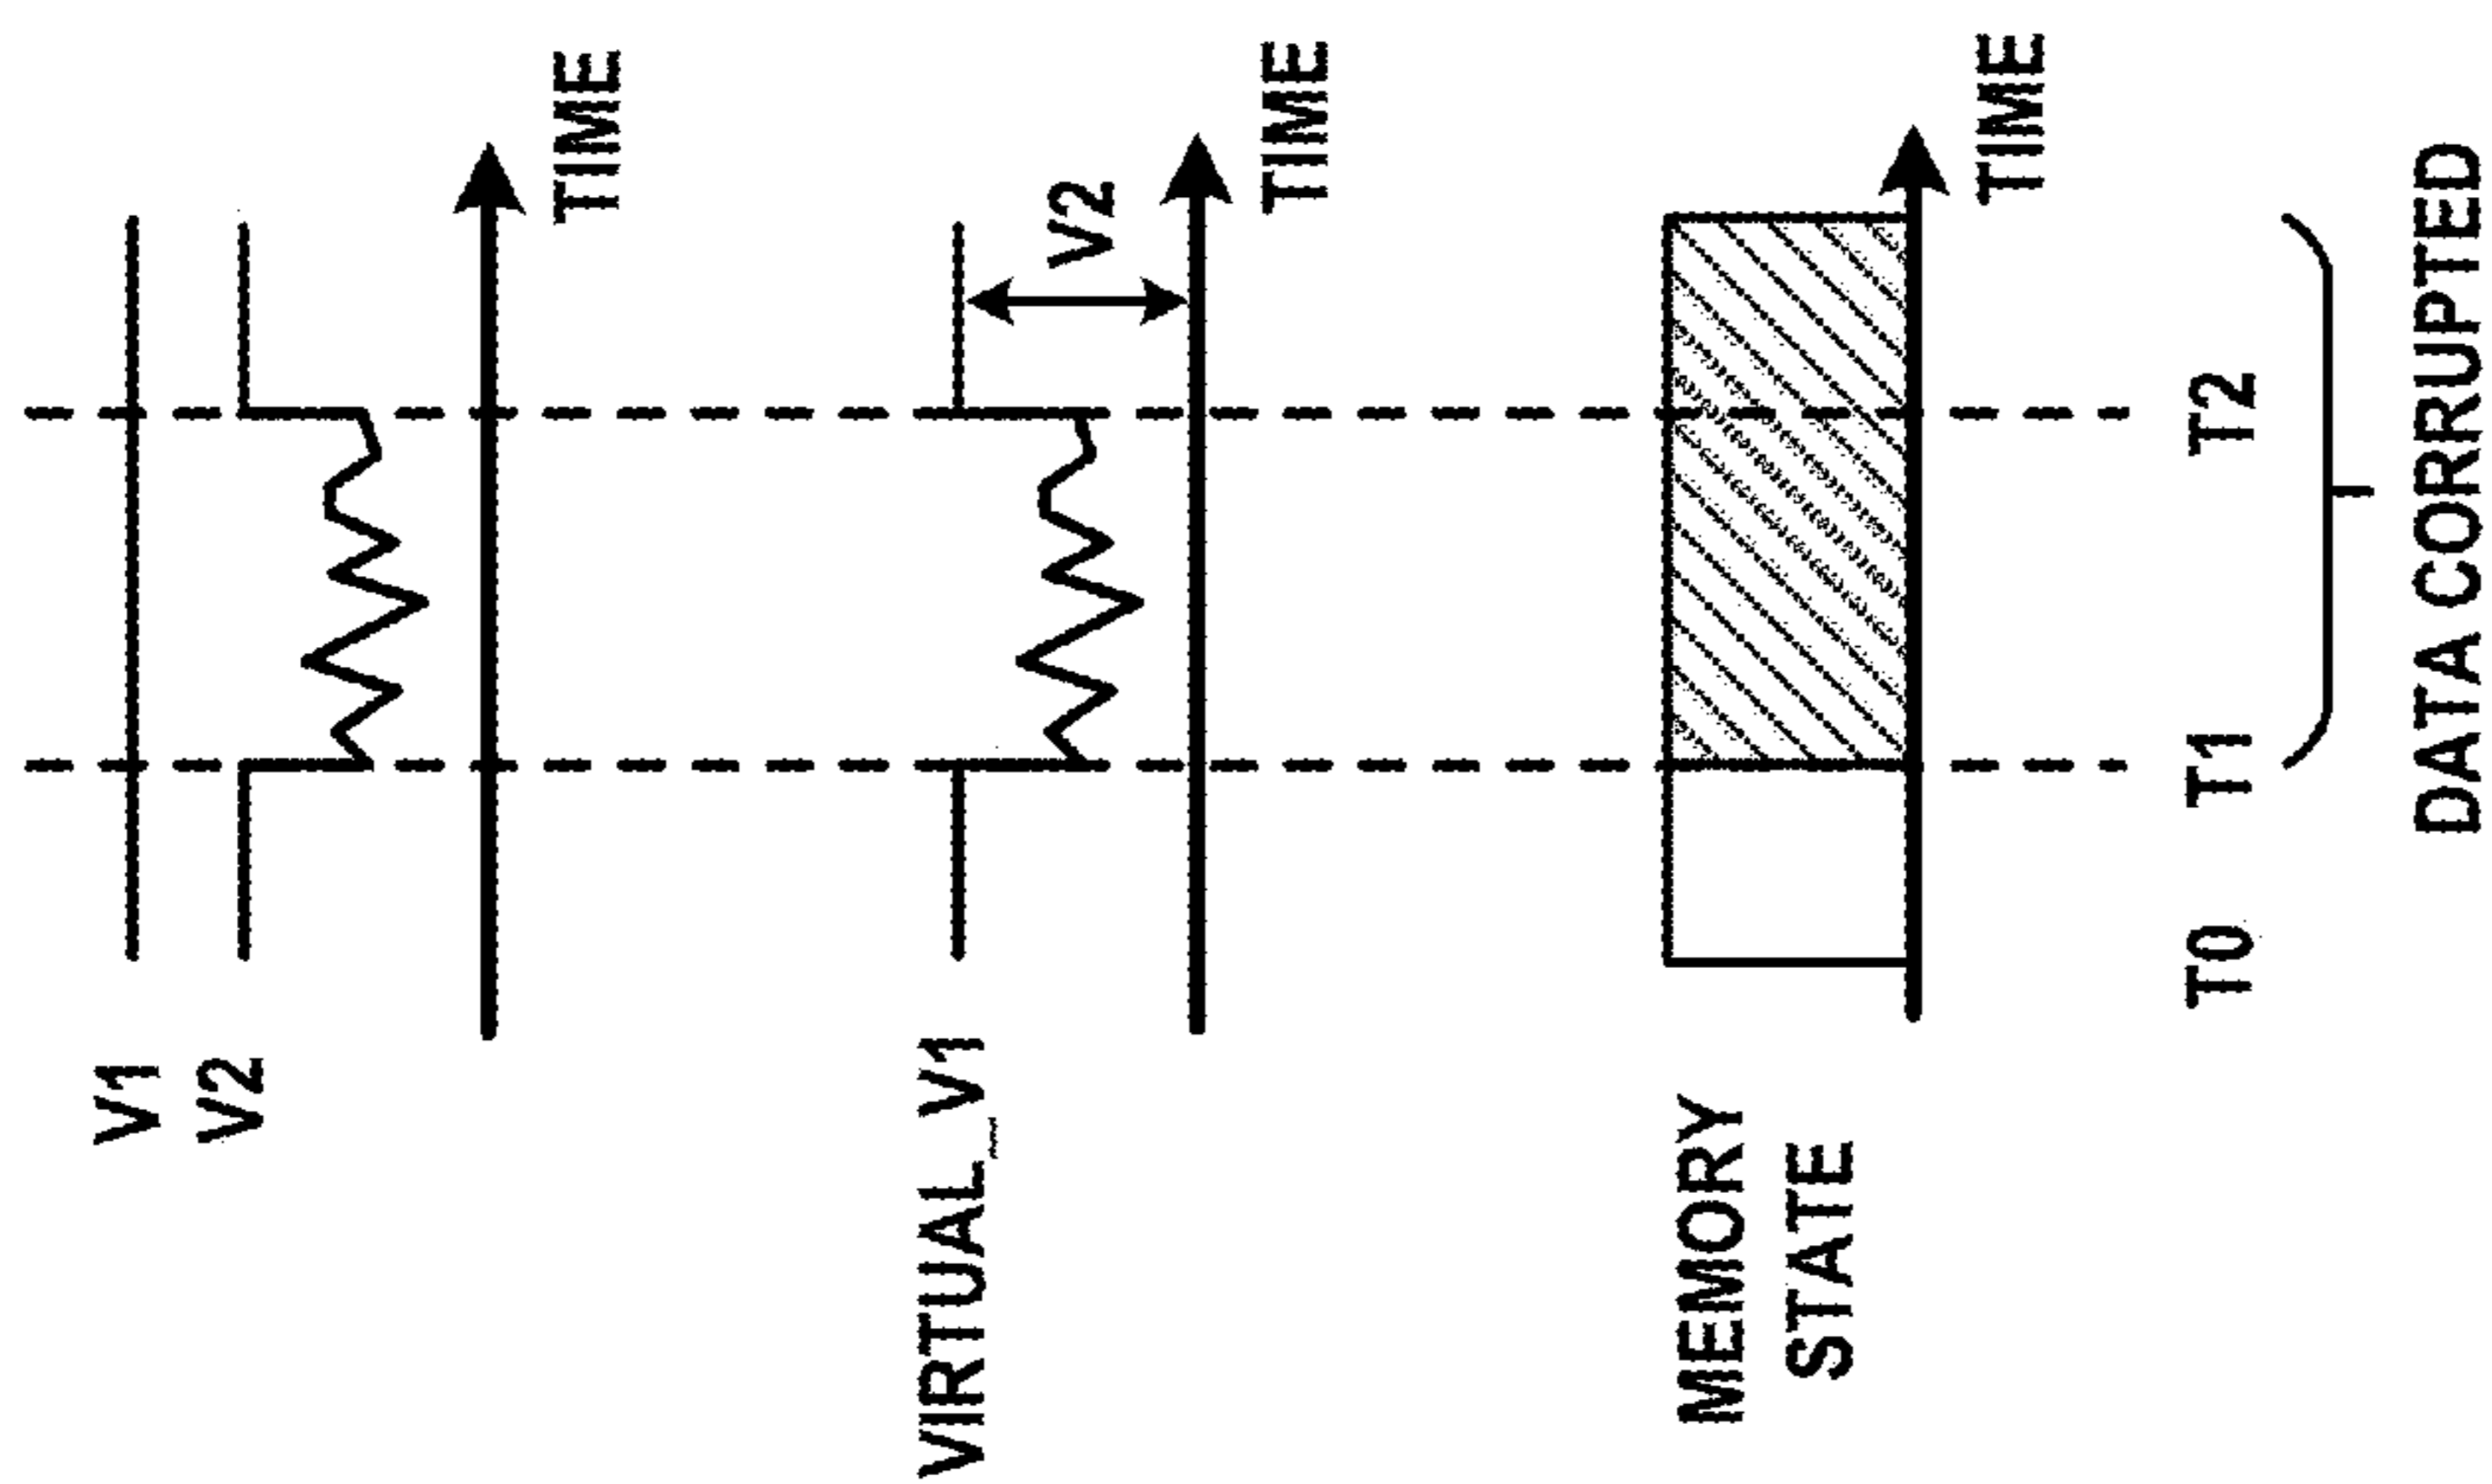 V1
V2
TIME
VIRTUAL_V1
V2
TIME
MEMORY
STATE
TIME
T0 T1 T2
DATA CORRUPTED